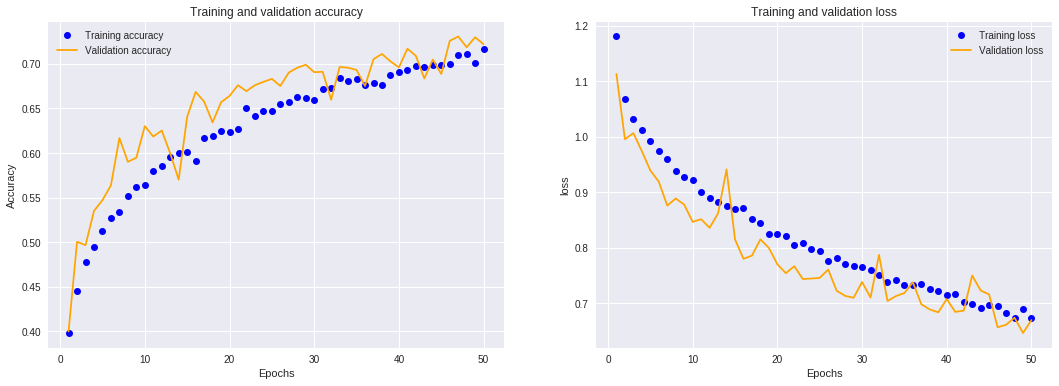 Training and validation accuracy
Training accuracy
Validation accuracy
0.70
0.65
0.60
0.55
0.50
0.45
0.40
Accuracy
0
10
20
30
40
50
Epochs
Training and validation loss
Training loss
Validation loss
1.2
1.1
1.0
0.9
0.8
0.7
loss
0
10
20
30
40
50
Epochs